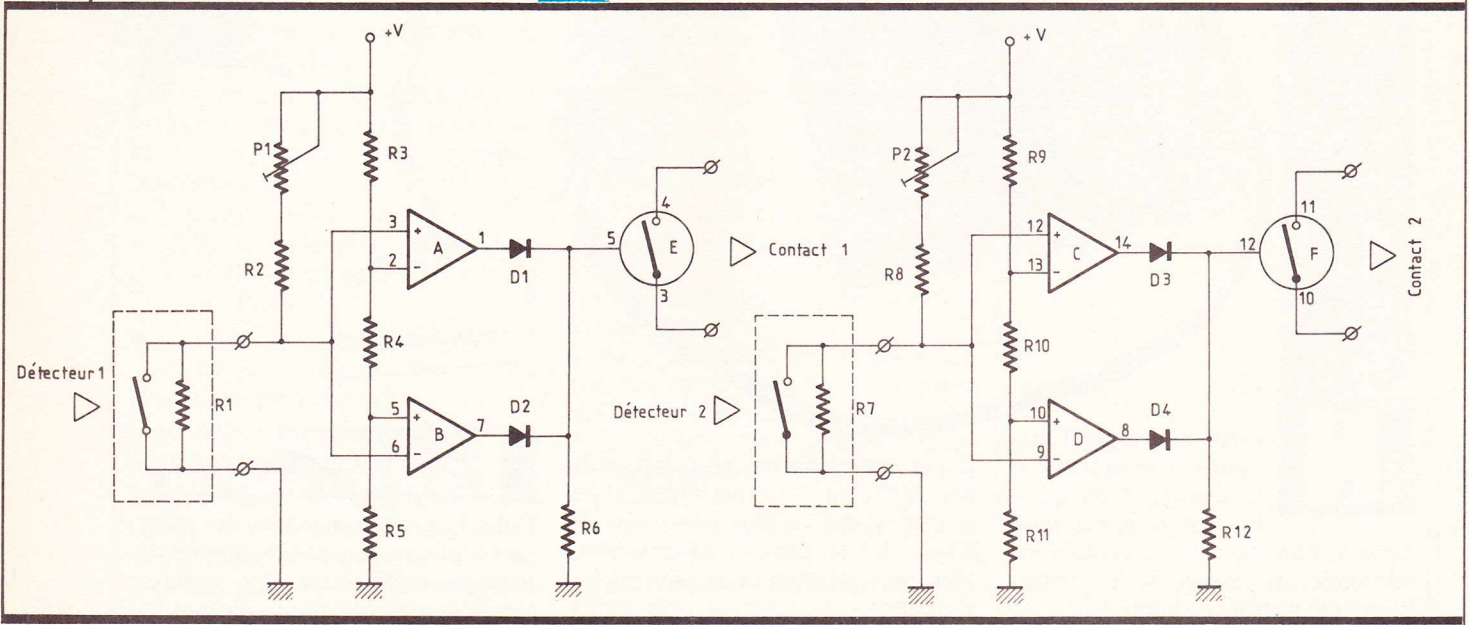 +V
P1
R3
R2
3
+
A
1
2
-
D1
5
4
E
3
Contact 1
R4
Détecteur 1
R1
5
+
B
7
6
-
D2
R5
R6
+V
P2
R9
R8
12
+
C
14
13
-
D3
12
11
F
10
Contact 2
R10
Détecteur 2
R7
10
+
D
8
9
-
D4
R11
R12